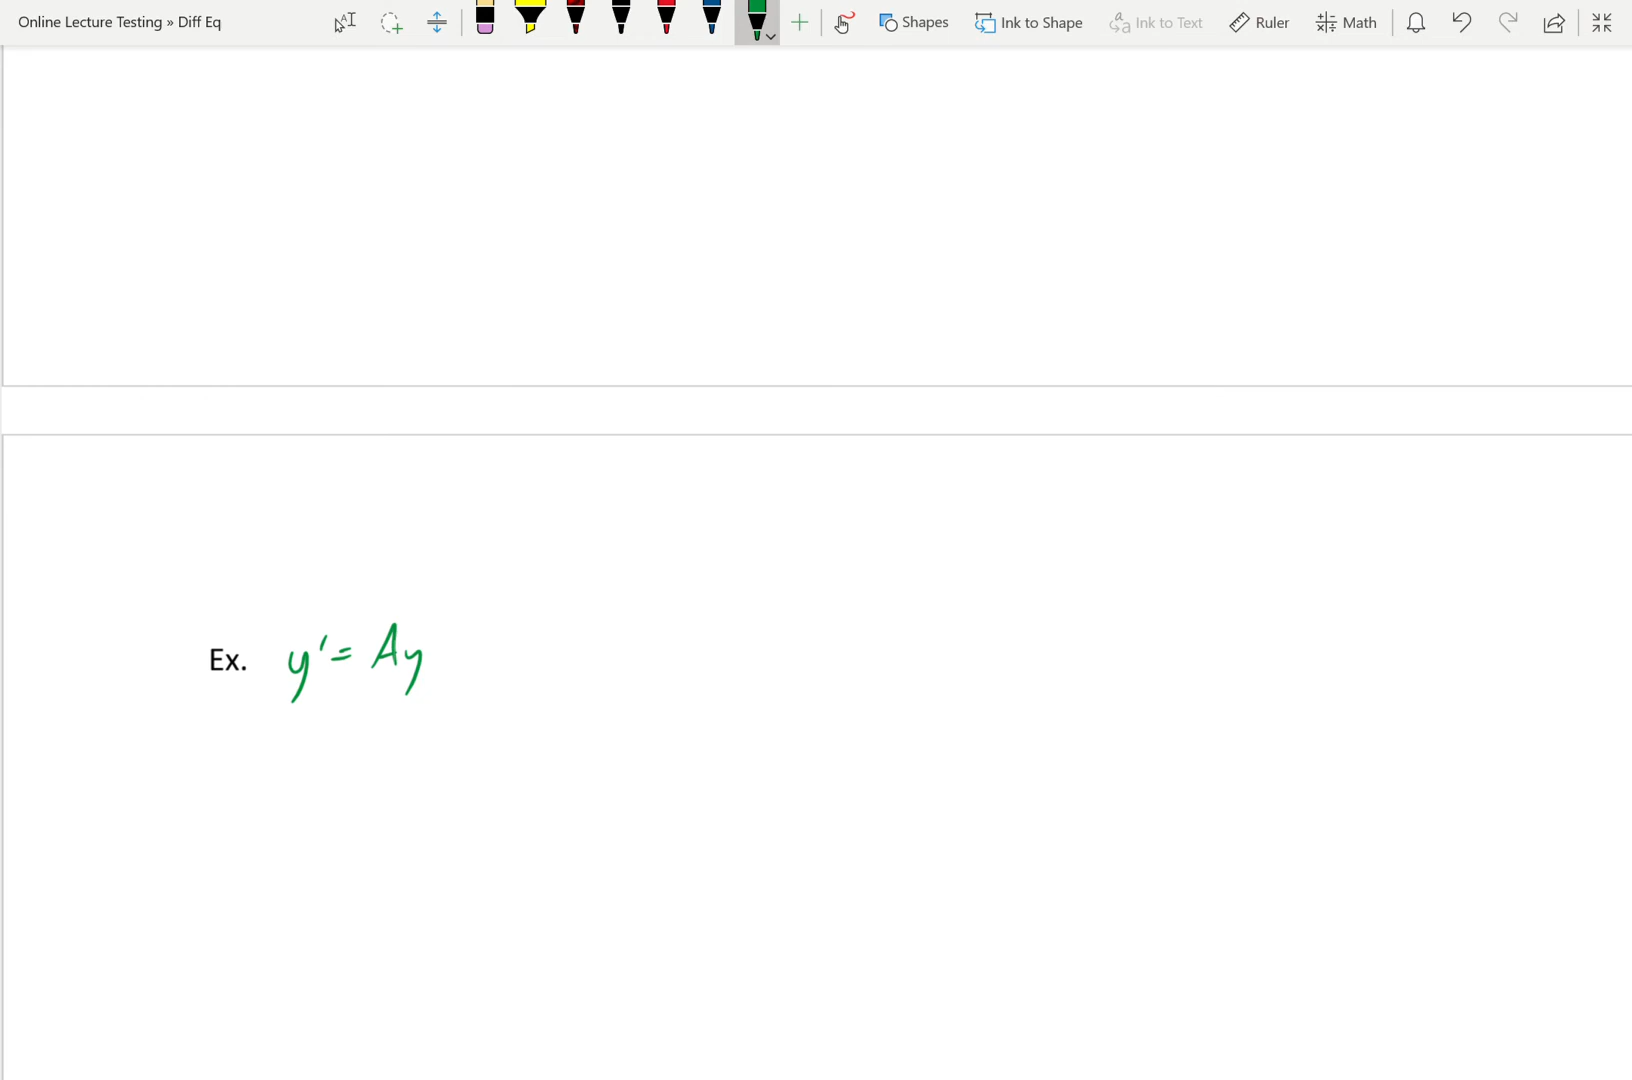 Online Lecture Testing » Diff Eq
Shapes
Ink to Shape
Ink to Text
Ruler
Math
Ex. y' = Ay